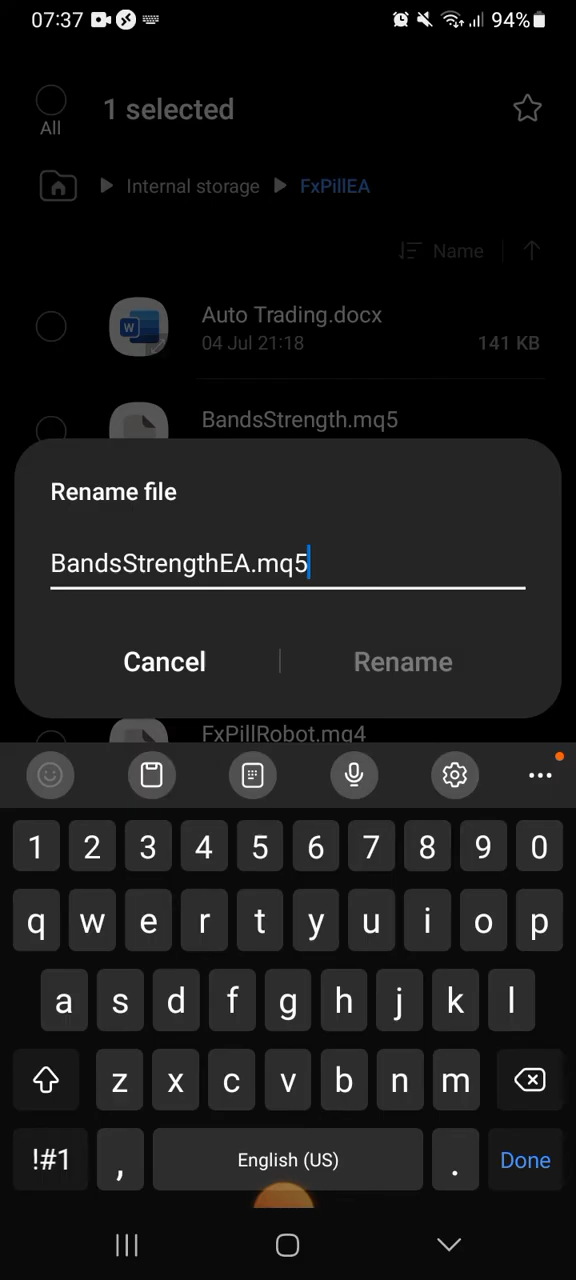 07:37 94%
1 selected
All
Internal storage FxPillEA
Name
Auto Trading.docx
04 Jul 21:18 141 KB
BandsStrength.mq5
Rename file
BandsStrengthEA.mq5
Cancel Rename
FxPillRobot.mq4
1 2 3 4 5 6 7 8 9 0
q w e r t y u i o p
a s d f g h j k l
z x c v b n m
!#1 , English (US) . Done